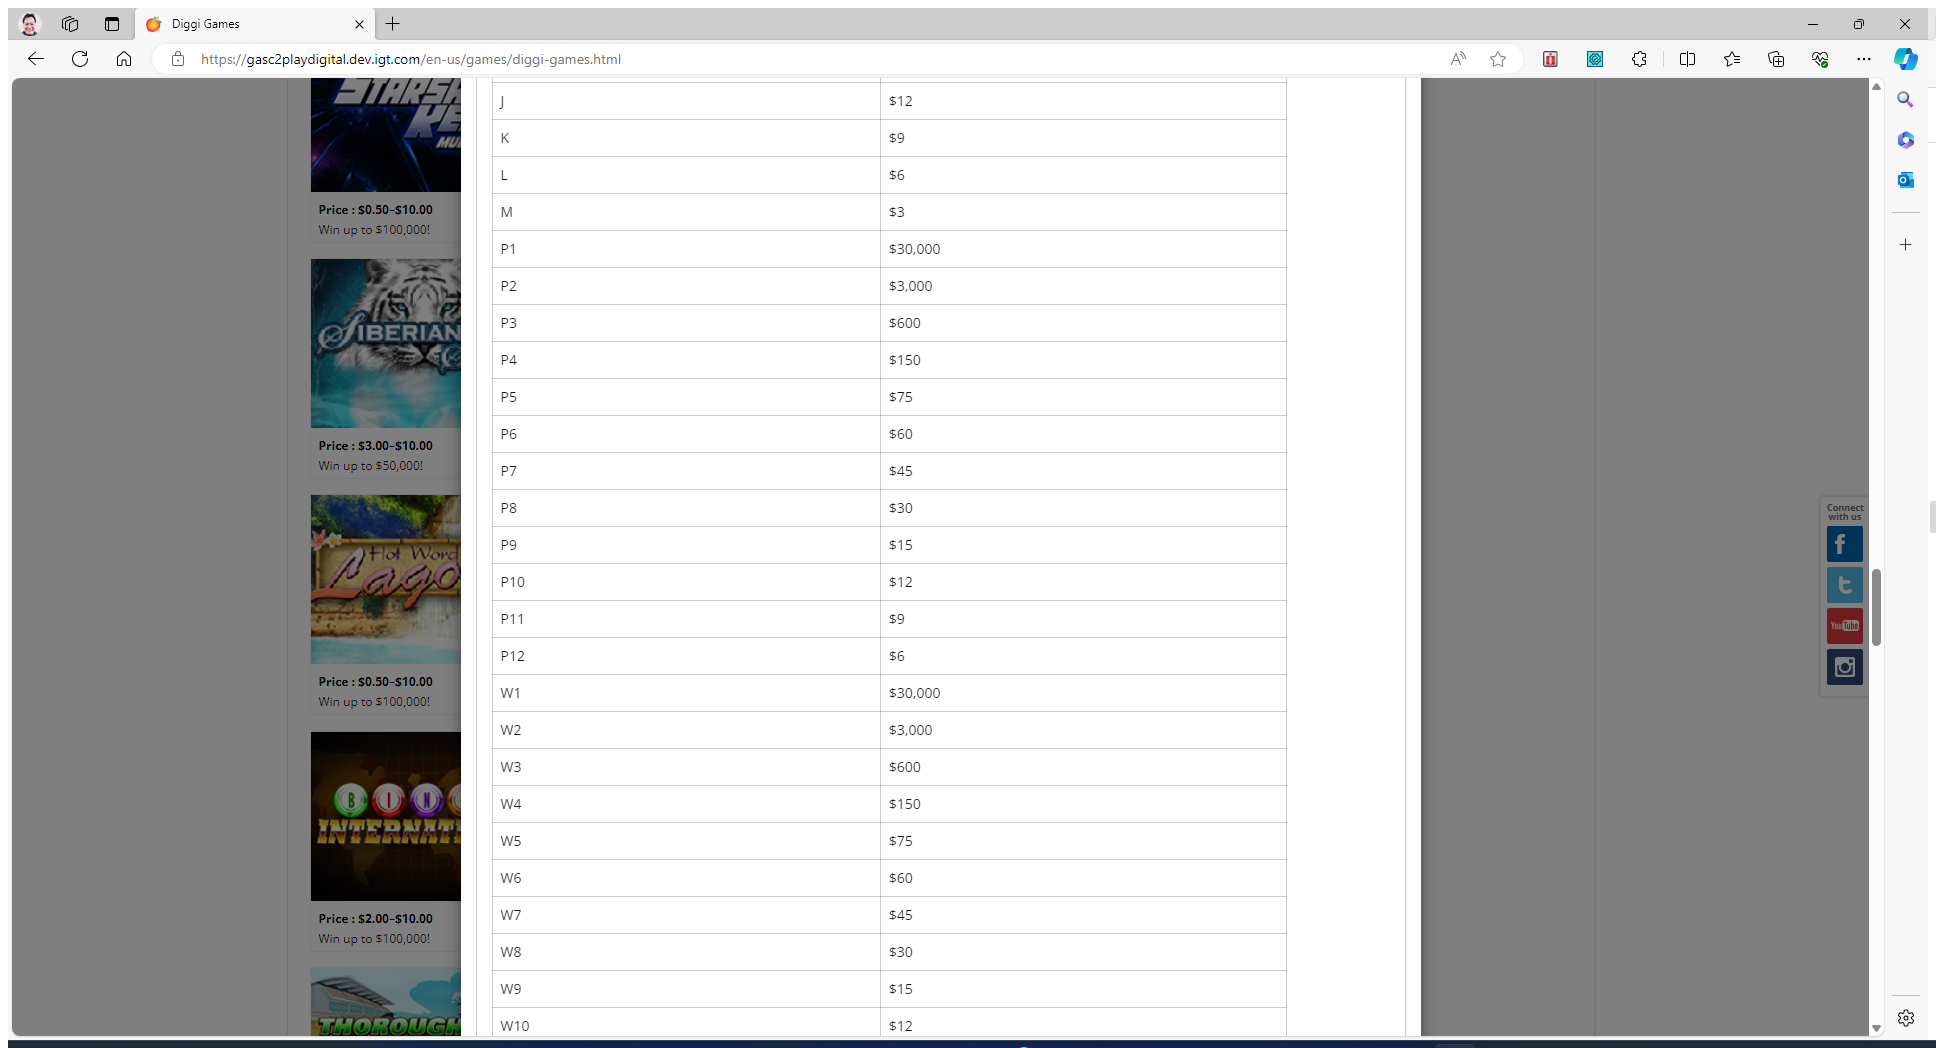 Diggi Games
https://gasc2playdigital.dev.igt.com/en-us/games/diggi-games.html
STARSH
KE
MU
Price : $0.50–$10.00
Win up to $100,000!
SIBERIAN
S
Price : $3.00–$10.00
Win up to $50,000!
Hot Word
Lago
Price : $0.50–$10.00
Win up to $100,000!
BIN
INTERNATI
Price : $2.00–$10.00
Win up to $100,000!
THOROUGH
J $12
K $9
L $6
M $3
P1 $30,000
P2 $3,000
P3 $600
P4 $150
P5 $75
P6 $60
P7 $45
P8 $30
P9 $15
P10 $12
P11 $9
P12 $6
W1 $30,000
W2 $3,000
W3 $600
W4 $150
W5 $75
W6 $60
W7 $45
W8 $30
W9 $15
W10 $12
Connect
with us
You Tube